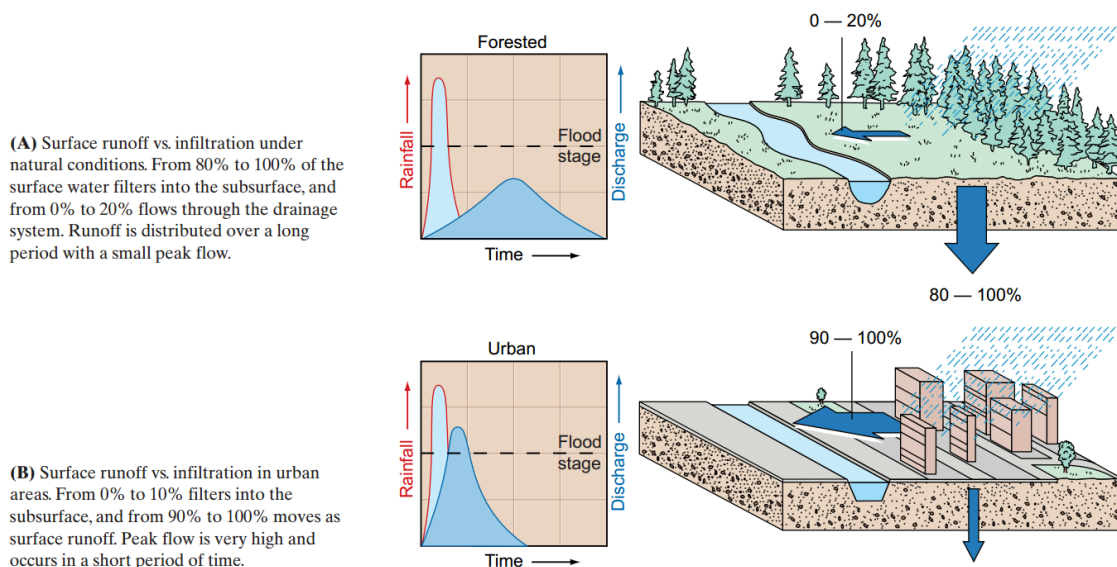 Forested
Rainfall
Flood
stage
Discharge
Time
0 — 20%
80 — 100%
(A) Surface runoff vs. infiltration under
natural conditions. From 80% to 100% of the
surface water filters into the subsurface, and
from 0% to 20% flows through the drainage
system. Runoff is distributed over a long
period with a small peak flow.
Urban
Rainfall
Flood
stage
Discharge
Time
90 — 100%
(B) Surface runoff vs. infiltration in urban
areas. From 0% to 10% filters into the
subsurface, and from 90% to 100% moves as
surface runoff. Peak flow is very high and
occurs in a short period of time.